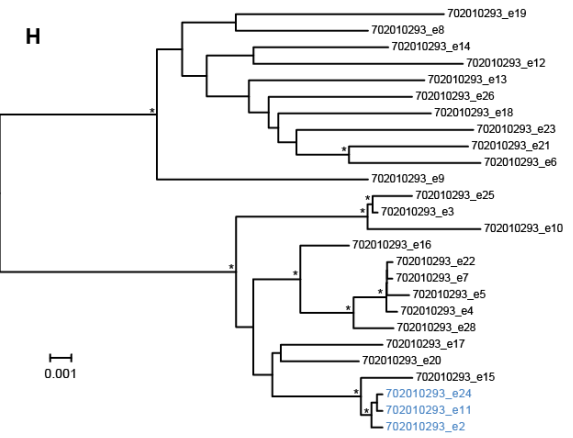 702010293_e19
H
702010293_e8
702010293_e14
702010293_e12
702010293_e13
702010293_e26
702010293_e18
702010293_e23
*
702010293_e21
*
702010293_e6
702010293_e9
*
702010293_e25
*
702010293_e3
702010293_e10
702010293_e16
702010293_e22
*
*
702010293_e7
*
702010293_e5
*
702010293_e4
702010293_e28
702010293_e17
0.001
702010293_e20
702010293_e15
*
702010293_e24
*
702010293_e11
702010293_e2